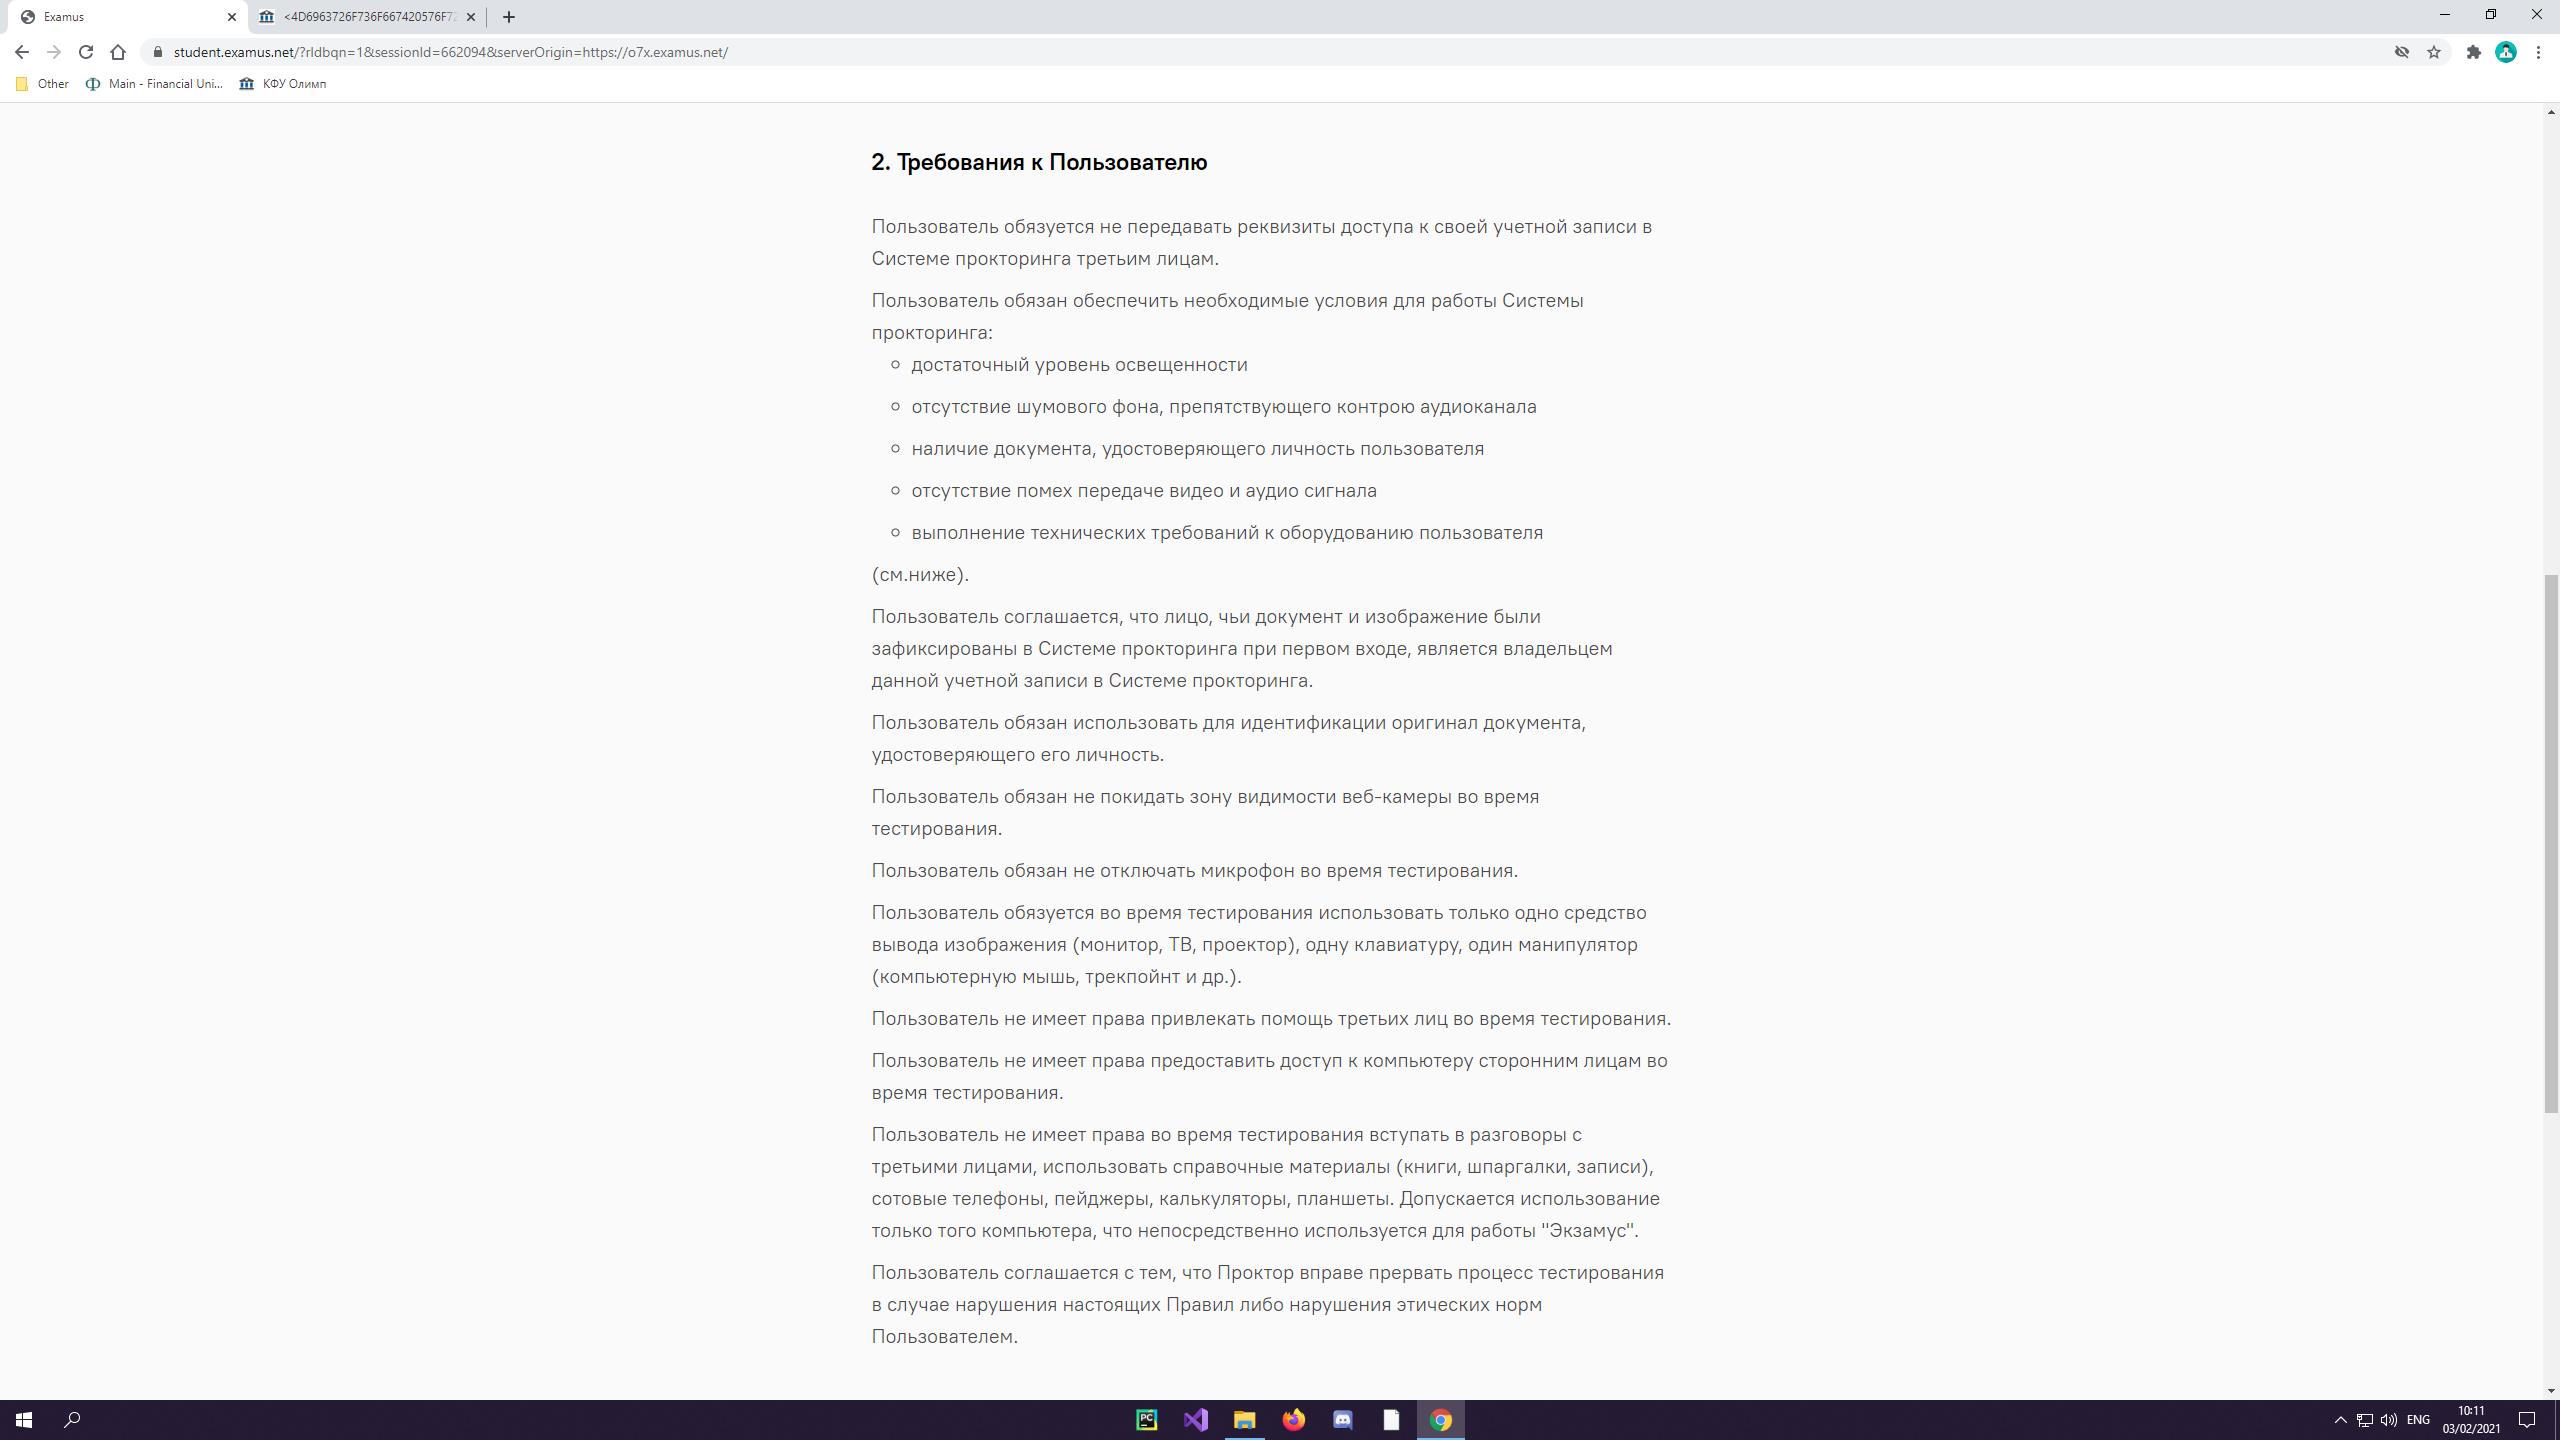 Examus
<4D6963726F736F667420576F72
student.examus.net/?rldbqn=1&sessionId=662094&serverOrigin=https://o7x.examus.net/
Other
Main - Financial Uni...
КФУ Олимп
2. Требования к Пользователю
Пользователь обязуется не передавать реквизиты доступа к своей учетной записи в
Системе прокторинга третьим лицам.
Пользователь обязан обеспечить необходимые условия для работы Системы
прокторинга:
достаточный уровень освещенности
отсутствие шумового фона, препятствующего контрою аудиоканала
наличие документа, удостоверяющего личность пользователя
отсутствие помех передаче видео и аудио сигнала
выполнение технических требований к оборудованию пользователя
(см.ниже).
Пользователь соглашается, что лицо, чьи документ и изображение были
зафиксированы в Системе прокторинга при первом входе, является владельцем
данной учетной записи в Системе прокторинга.
Пользователь обязан использовать для идентификации оригинал документа,
удостоверяющего его личность.
Пользователь обязан не покидать зону видимости веб-камеры во время
тестирования.
Пользователь обязан не отключать микрофон во время тестирования.
Пользователь обязуется во время тестирования использовать только одно средство
вывода изображения (монитор, ТВ, проектор), одну клавиатуру, один манипулятор
(компьютерную мышь, трекпойнт и др.).
Пользователь не имеет права привлекать помощь третьих лиц во время тестирования.
Пользователь не имеет права предоставить доступ к компьютеру сторонним лицам во
время тестирования.
Пользователь не имеет права во время тестирования вступать в разговоры с
третьими лицами, использовать справочные материалы (книги, шпаргалки, записи),
сотовые телефоны, пейджеры, калькуляторы, планшеты. Допускается использование
только того компьютера, что непосредственно используется для работы "Экзамус".
Пользователь соглашается с тем, что Проктор вправе прервать процесс тестирования
в случае нарушения настоящих Правил либо нарушения этических норм
Пользователем.
PC
ENG
10:11
03/02/2021